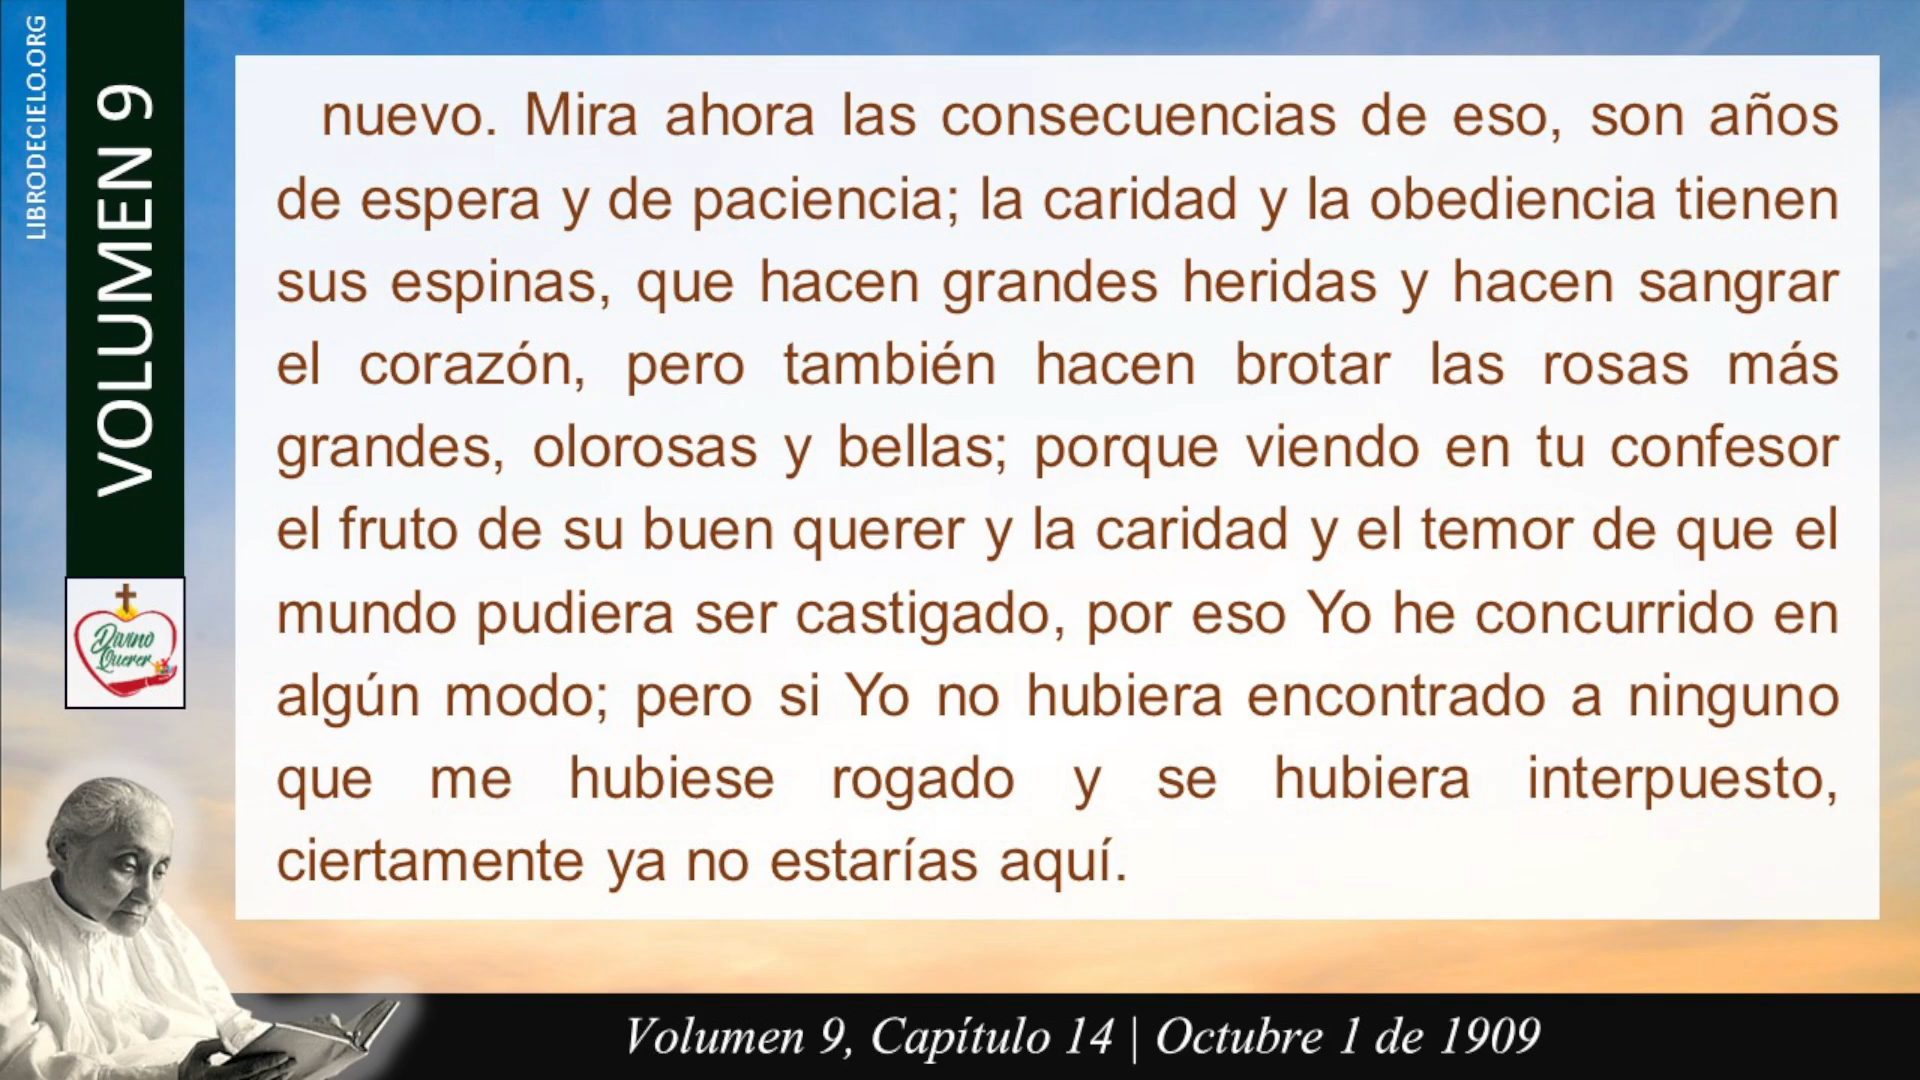 LIBRODECIELO.ORG
VOLUMEN 9
Divino
Querer
nuevo. Mira ahora las consecuencias de eso, son años
de espera y de paciencia; la caridad y la obediencia tienen
sus espinas, que hacen grandes heridas y hacen sangrar
el corazón, pero también hacen brotar las rosas más
grandes, olorosas y bellas; porque viendo en tu confesor
el fruto de su buen querer y la caridad y el temor de que el
mundo pudiera ser castigado, por eso Yo he concurrido en
algún modo; pero si Yo no hubiera encontrado a ninguno
que me hubiese rogado y se hubiera interpuesto,
ciertamente ya no estarías aquí.
Volumen 9, Capítulo 14 | Octubre 1 de 1909